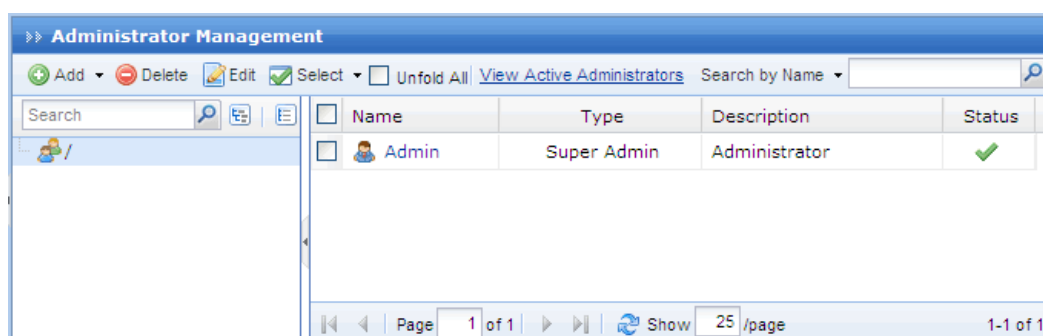 Administrator Management
Add Delete Edit Select Unfold All View Active Administrators Search by Name
Search
/
Name Type Description Status
Admin Super Admin Administrator
Page 1 of 1 Show 25 /page 1-1 of 1